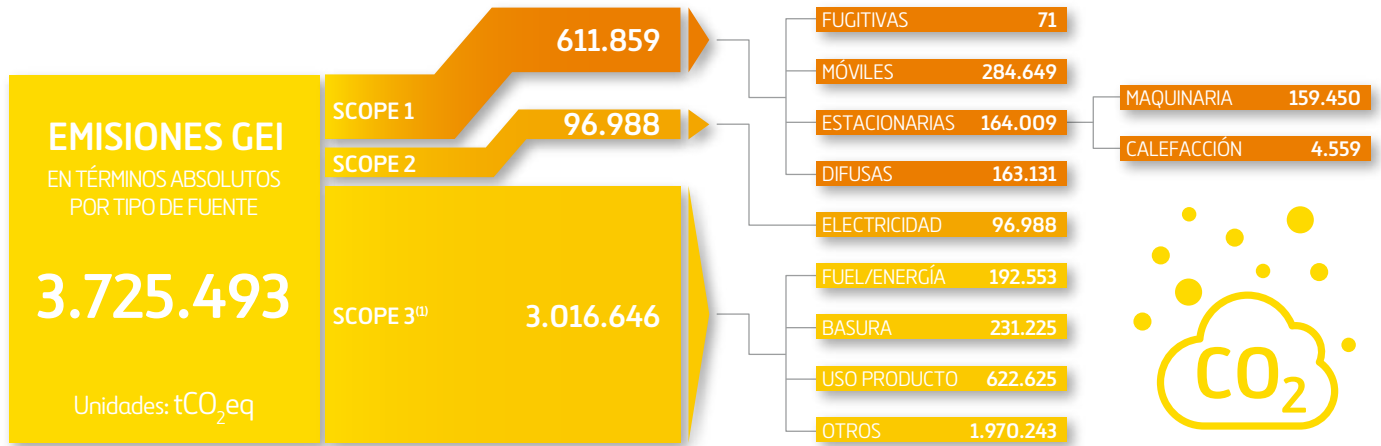 EMISIONES GEI
EN TÉRMINOS ABSOLUTOS
POR TIPO DE FUENTE
3.725.493
Unidades: tCO₂eq
SCOPE 1
611.859
SCOPE 2
96.988
SCOPE 3⁽¹⁾
3.016.646
FUGITIVAS 71
MÓVILES 284.649
ESTACIONARIAS 164.009
DIFUSAS 163.131
ELECTRICIDAD 96.988
FUEL/ENERGÍA 192.553
BASURA 231.225
USO PRODUCTO 622.625
OTROS 1.970.243
MAQUINARIA 159.450
CALEFACCIÓN 4.559
CO₂